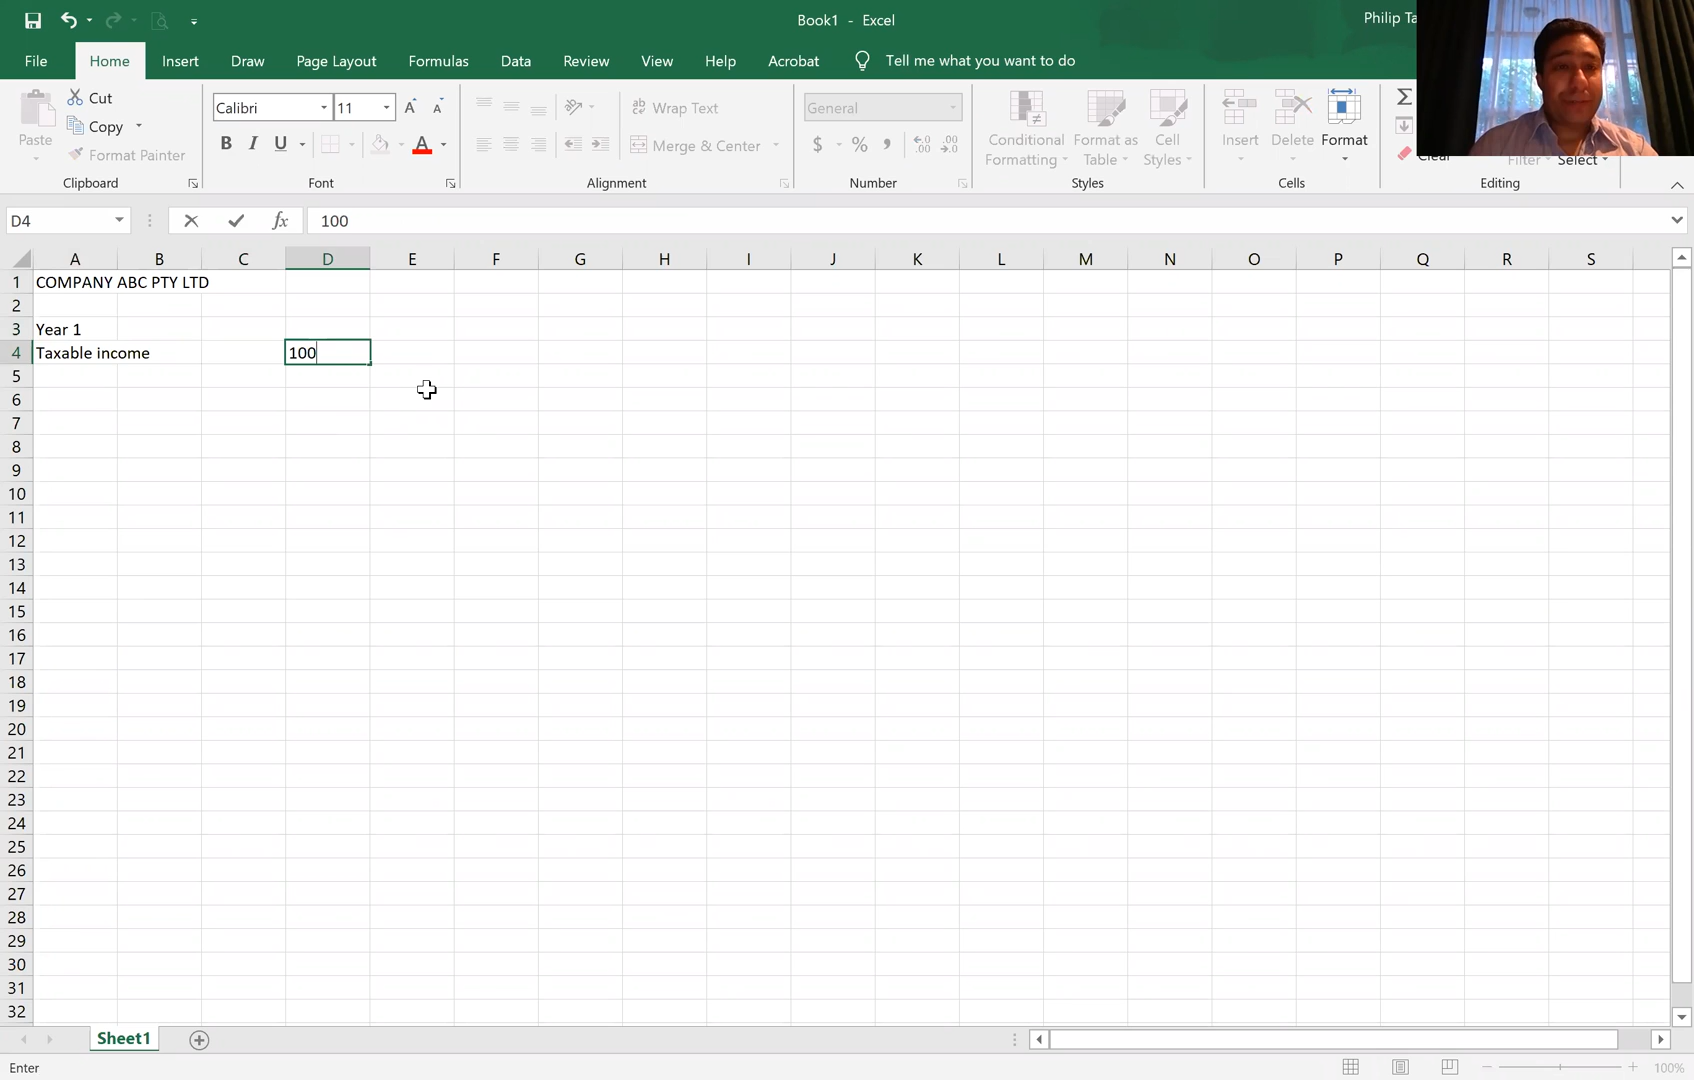 Book1 - Excel
Philip Ta
File Home Insert Draw Page Layout Formulas Data Review View Help Acrobat Tell me what you want to do
Paste
Cut
Copy
Format Painter
Clipboard
Calibri 11
B I U
Font
Wrap Text
Merge & Center
Alignment
General
$ % ,
Number
Conditional Formatting
Format as Table
Cell Styles
Styles
Insert Delete Format
Cells
Clear
Filter Select
Editing
D4 fx 100
A B C D E F G H I J K L M N O P Q R S
1 COMPANY ABC PTY LTD
2
3 Year 1
4 Taxable income 100
5
6
7
8
9
10
11
12
13
14
15
16
17
18
19
20
21
22
23
24
25
26
27
28
29
30
31
32
Sheet1
Enter 100%